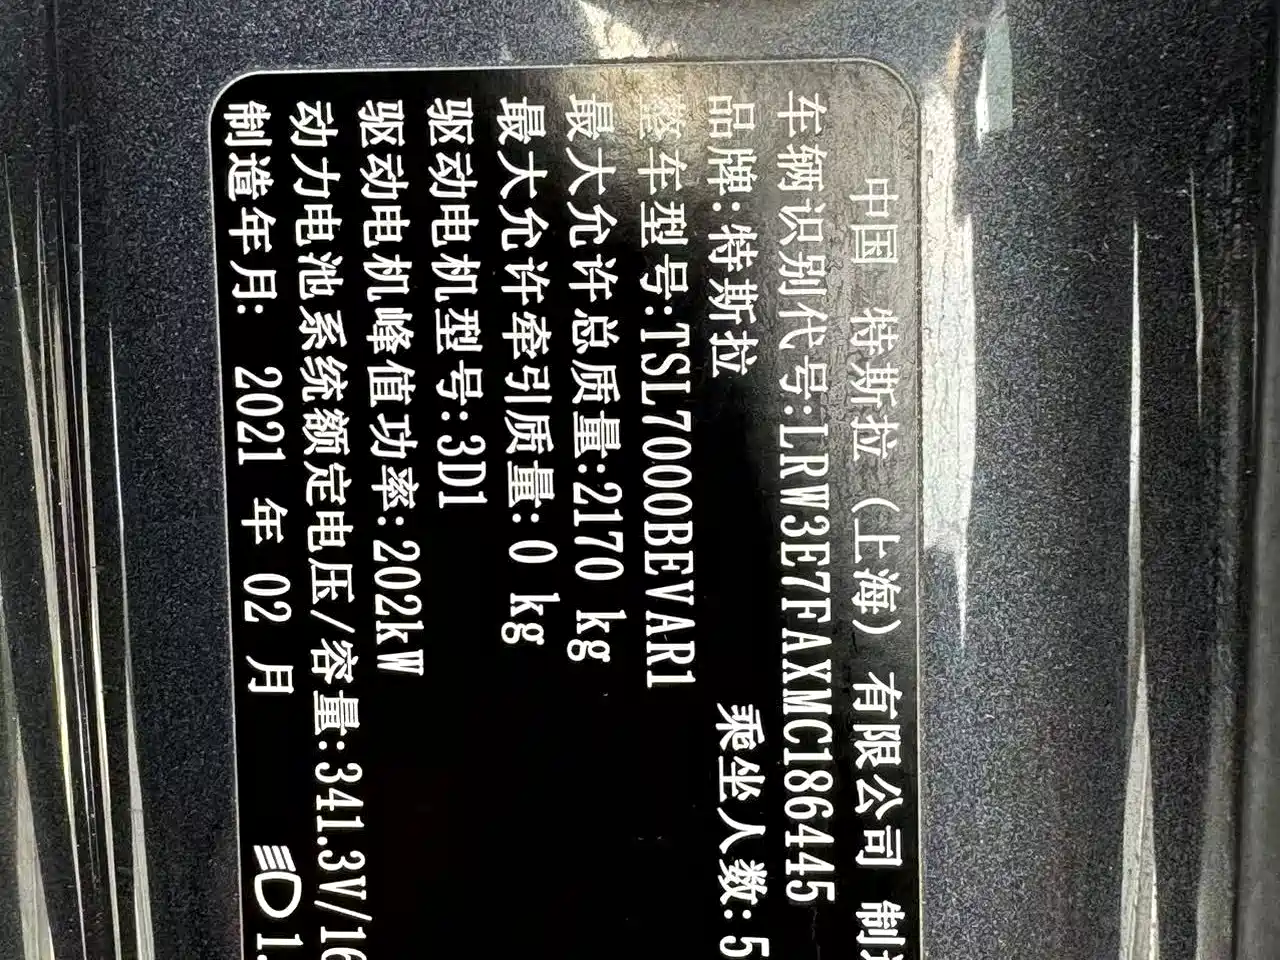 中国 特斯拉（上海）有限公司 制
车辆识别代号:LRW3E7FAXMC186445
品牌:特斯拉 乘坐人数:5
整车型号:TSL7000BEVAR1
最大允许总质量:2170 kg
最大允许牵引质量:0 kg
驱动电机型号:3D1
驱动电机峰值功率:202kW
动力电池系统额定电压/容量:341.3V/16
制造年月: 2021 年 02 月 1.